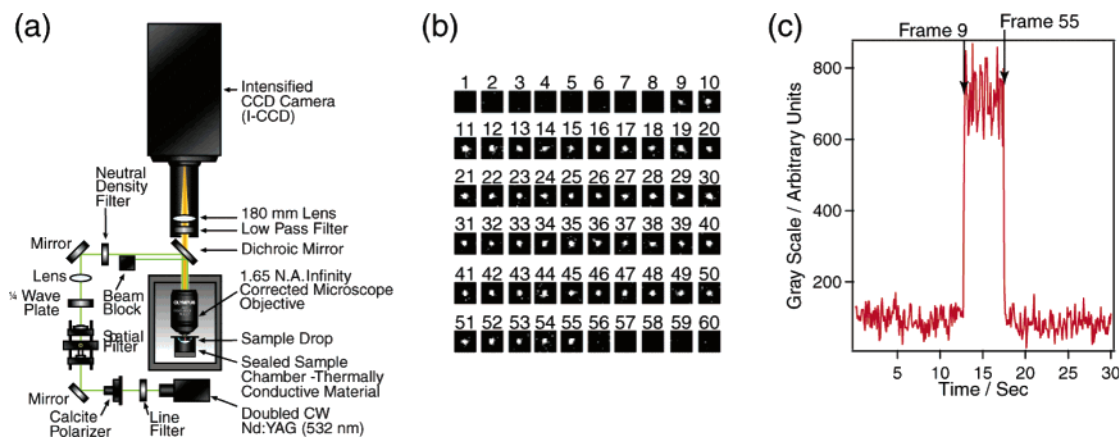 (a)
Intensified
CCD Camera
(I-CCD)
Neutral
Density
Filter
180 mm Lens
Low Pass Filter
Mirror
Dichroic Mirror
Lens
1.65 N.A. Infinity
Corrected Microscope
Objective
¼ Wave
Plate
Beam
Block
OLYMPUS
Spatial
Filter
Sample Drop
Sealed Sample
Chamber -Thermally
Conductive Material
Mirror
Calcite
Polarizer
Line
Filter
Doubled CW
Nd:YAG (532 nm)
(b)
1 2 3 4 5 6 7 8 9 10
11 12 13 14 15 16 17 18 19 20
21 22 23 24 25 26 27 28 29 30
31 32 33 34 35 36 37 38 39 40
41 42 43 44 45 46 47 48 49 50
51 52 53 54 55 56 57 58 59 60
(c)
Frame 9
Frame 55
Gray Scale / Arbitrary Units
800
600
400
200
5 10 15 20 25 30
Time / Sec